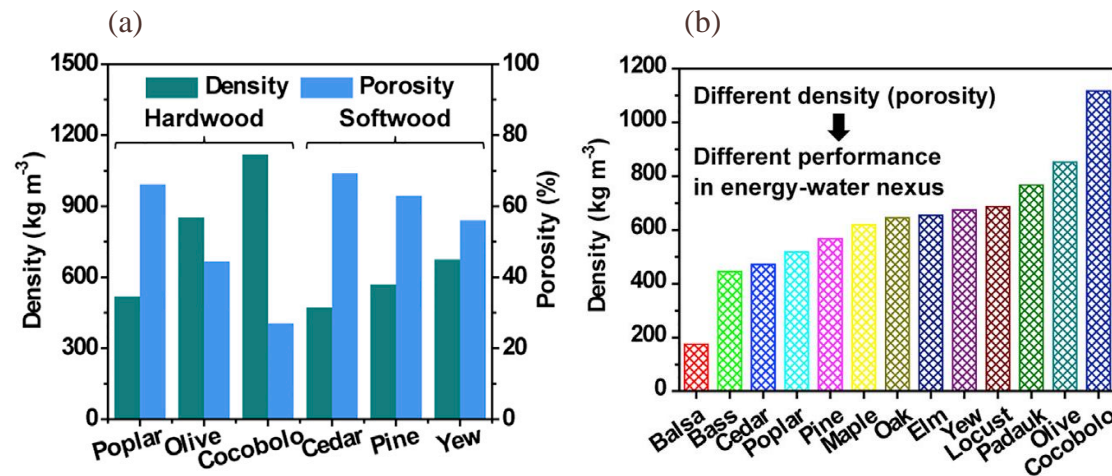 (a)
1500
1200
900
600
300
0
Density (kg m⁻³)
Density
Porosity
Hardwood
Softwood
100
80
60
40
20
0
Porosity (%)
Poplar
Olive
Cocobolo
Cedar
Pine
Yew
(b)
1200
1000
800
600
400
200
0
Density (kg m⁻³)
Different density (porosity)
Different performance
in energy-water nexus
Balsa
Bass
Cedar
Poplar
Pine
Maple
Oak
Elm
Yew
Locust
Padauk
Olive
Cocobolo